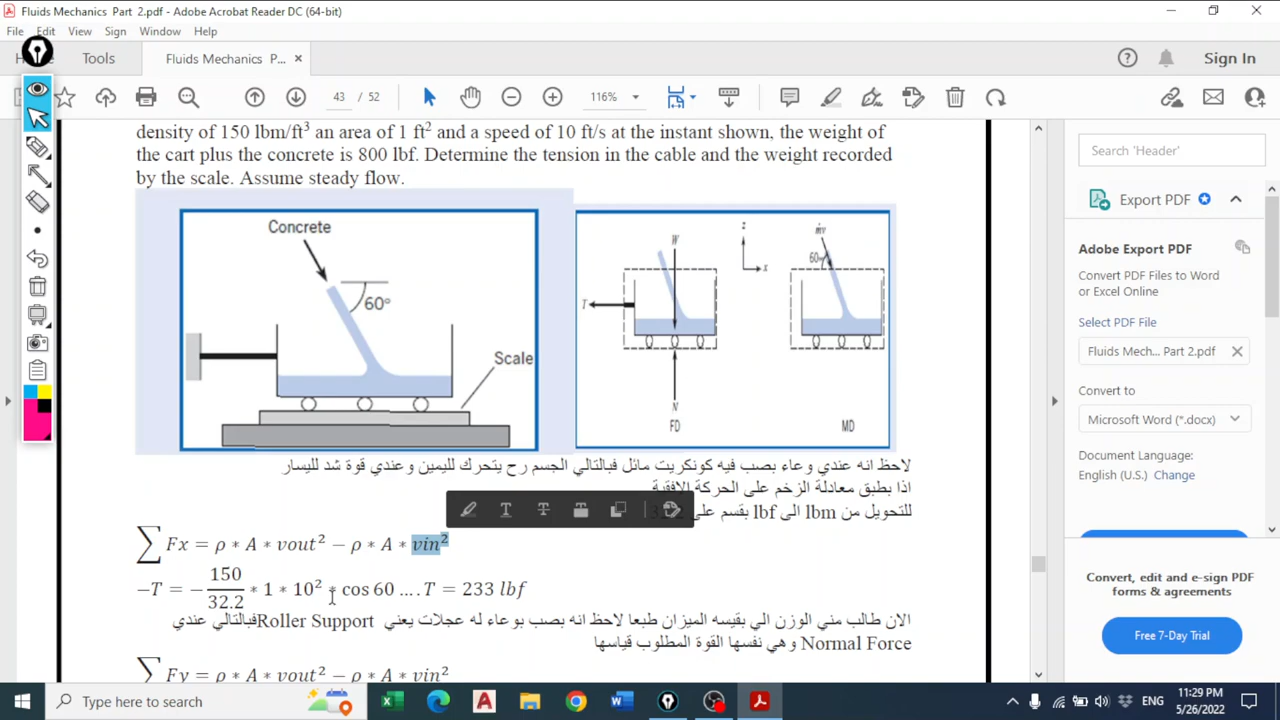 Fluids Mechanics Part 2.pdf - Adobe Acrobat Reader DC (64-bit)
File Edit View Sign Window Help
Tools Fluids Mechanics P... ×
Sign In
43 / 52
116%
density of 150 lbm/ft³ an area of 1 ft² and a speed of 10 ft/s at the instant shown, the weight of
the cart plus the concrete is 800 lbf. Determine the tension in the cable and the weight recorded
by the scale. Assume steady flow.
Concrete
60°
Scale
W
z
x
T
N
FD
ṁv
60°
MD
لاحظ انه عندي وعاء بصب فيه كونكريت مائل فبالتالي الجسم رح يتحرك لليمين وعندي قوة شد لليسار
اذا بطبق معادلة الزخم على الحركة الافقية
للتحويل من lbm الى lbf بقسم على
∑ Fx = ρ * A * vout² − ρ * A * vin²
−T = − 150/32.2 * 1 * 10² * cos 60 .... T = 233 lbf
الان طالب مني الوزن الي بقيسه الميزان طبعا لاحظ انه بصب بوعاء له عجلات يعني Roller Support فبالتالي عندي
Normal Force وهي نفسها القوة المطلوب قياسها
∑ Fy = ρ * A * vout² − ρ * A * vin²
Search 'Header'
Export PDF
Adobe Export PDF
Convert PDF Files to Word
or Excel Online
Select PDF File
Fluids Mech... Part 2.pdf ×
Convert to
Microsoft Word (*.docx)
Document Language:
English (U.S.) Change
Convert, edit and e-sign PDF
forms & agreements
Free 7-Day Trial
Type here to search
ENG
11:29 PM
5/26/2022